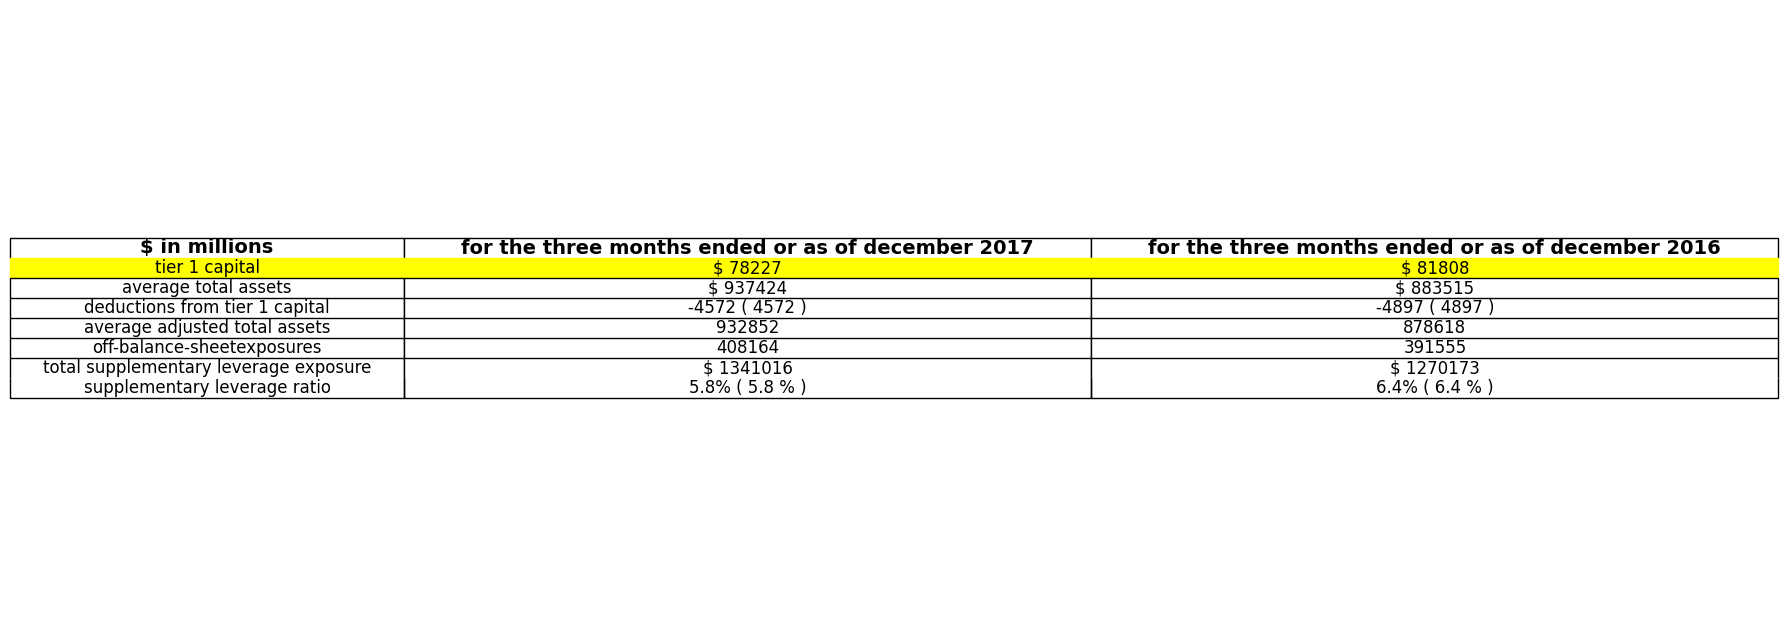 $ in millions for the three months ended or as of december 2017 for the three months ended or as of december 2016
tier 1 capital $ 78227 $ 81808
average total assets $ 937424 $ 883515
deductions from tier 1 capital -4572 ( 4572 ) -4897 ( 4897 )
average adjusted total assets 932852 878618
off-balance-sheetexposures 408164 391555
total supplementary leverage exposure $ 1341016 $ 1270173
supplementary leverage ratio 5.8% ( 5.8 % ) 6.4% ( 6.4 % )